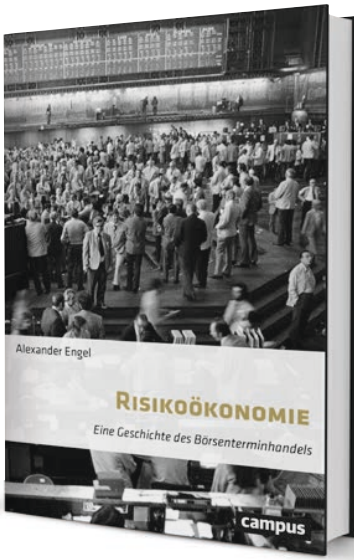 Alexander Engel
RISIKOÖKONOMIE
Eine Geschichte des Börsenterminhandels
campus